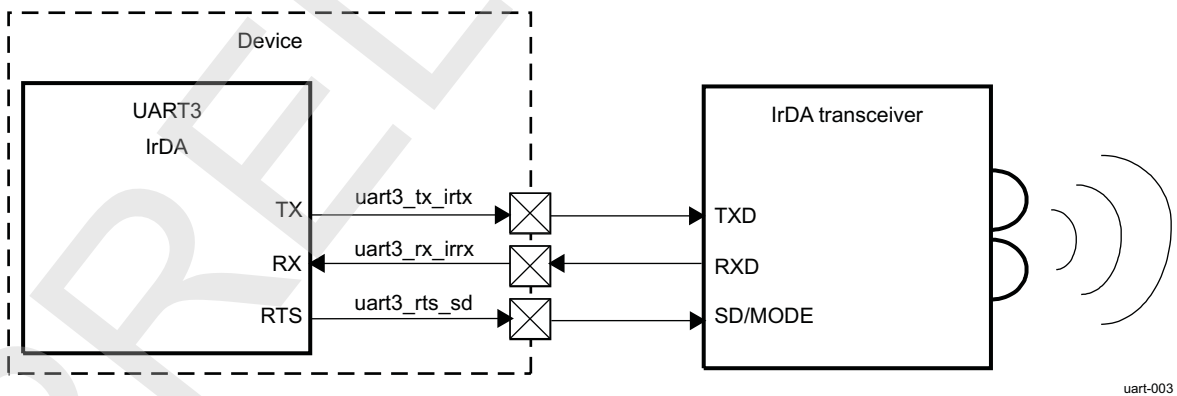 Device
UART3
IrDA
IrDA transceiver
TX
uart3_tx_irtx
TXD
RX
uart3_rx_irrx
RXD
RTS
uart3_rts_sd
SD/MODE
uart-003